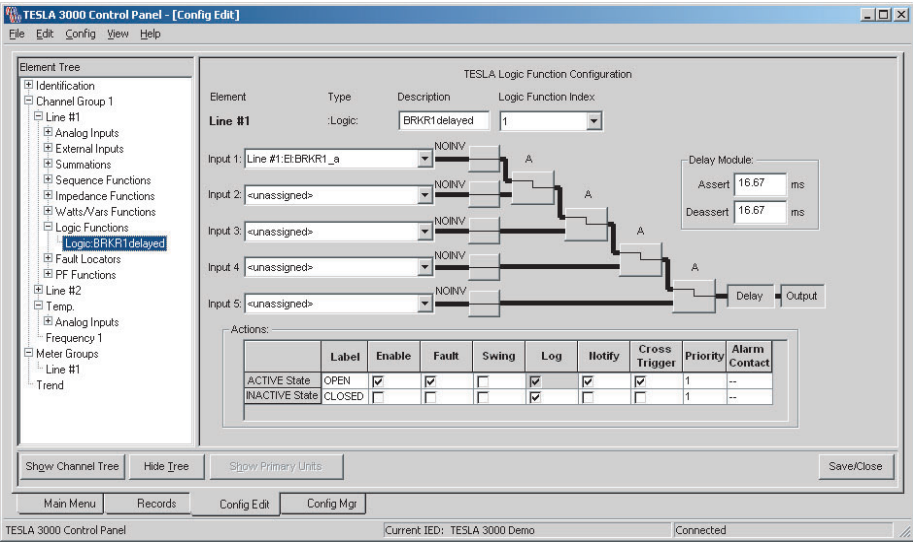 TESLA 3000 Control Panel - [Config Edit]
File Edit Config View Help
Element Tree
Identification
Channel Group 1
Line #1
Analog Inputs
External Inputs
Summations
Sequence Functions
Impedance Functions
Watts/Vars Functions
Logic Functions
Logic:BRKR1delayed
Fault Locators
PF Functions
Line #2
Temp.
Analog Inputs
Frequency 1
Meter Groups
Line #1
Trend
TESLA Logic Function Configuration
Element Type Description Logic Function Index
Line #1 :Logic: BRKR1delayed 1
Input 1: Line #1:EI:BRKR1_a NOINV A
Input 2: <unassigned> NOINV A
Input 3: <unassigned> NOINV A
Input 4 <unassigned> NOINV A
Input 5: <unassigned> NOINV Delay Output
Delay Module:
Assert 16.67 ms
Deassert 16.67 ms
Actions:
Label Enable Fault Swing Log Notify Cross Trigger Priority Alarm Contact
ACTIVE State OPEN 1 --
INACTIVE State CLOSED 1 --
Show Channel Tree Hide Tree Show Primary Units Save/Close
Main Menu Records Config Edit Config Mgr
TESLA 3000 Control Panel Current IED: TESLA 3000 Demo Connected